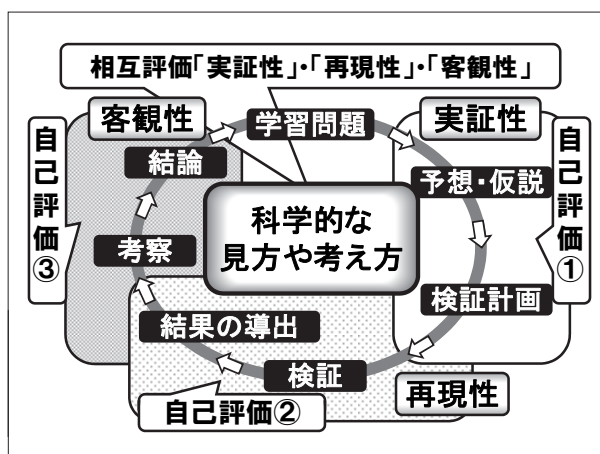 相互評価「実証性」・「再現性」・「客観性」
客観性
学習問題
実証性
自己評価③
結論
予想・仮説
自己評価①
科学的な
見方や考え方
考察
検証計画
結果の導出
検証
再現性
自己評価②